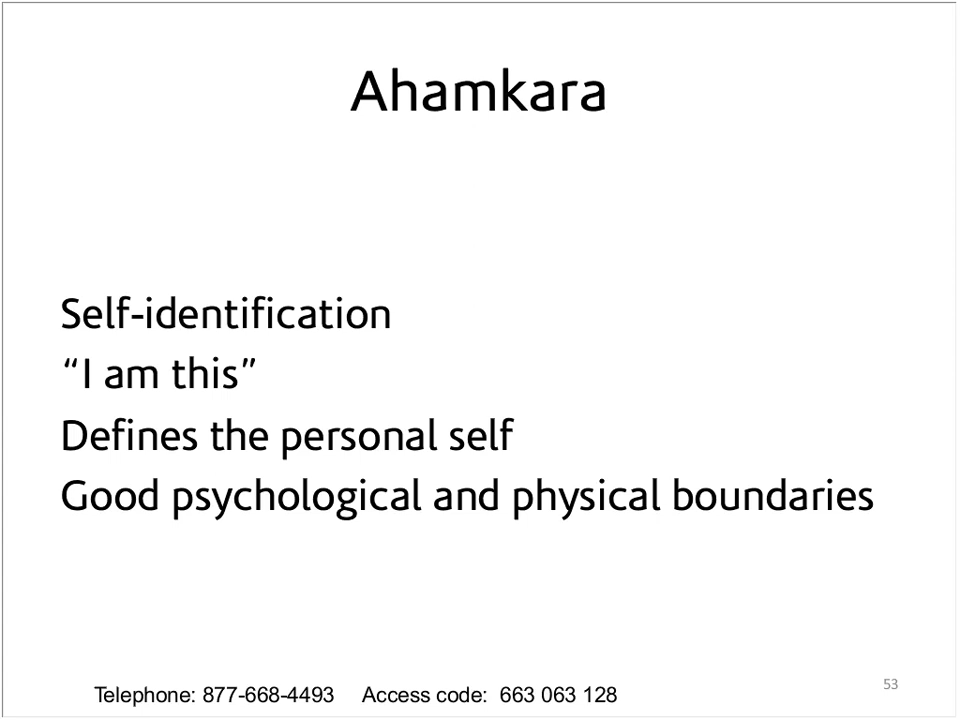 Ahamkara
Self-identification
“I am this”
Defines the personal self
Good psychological and physical boundaries
Telephone: 877-668-4493 Access code: 663 063 128
53